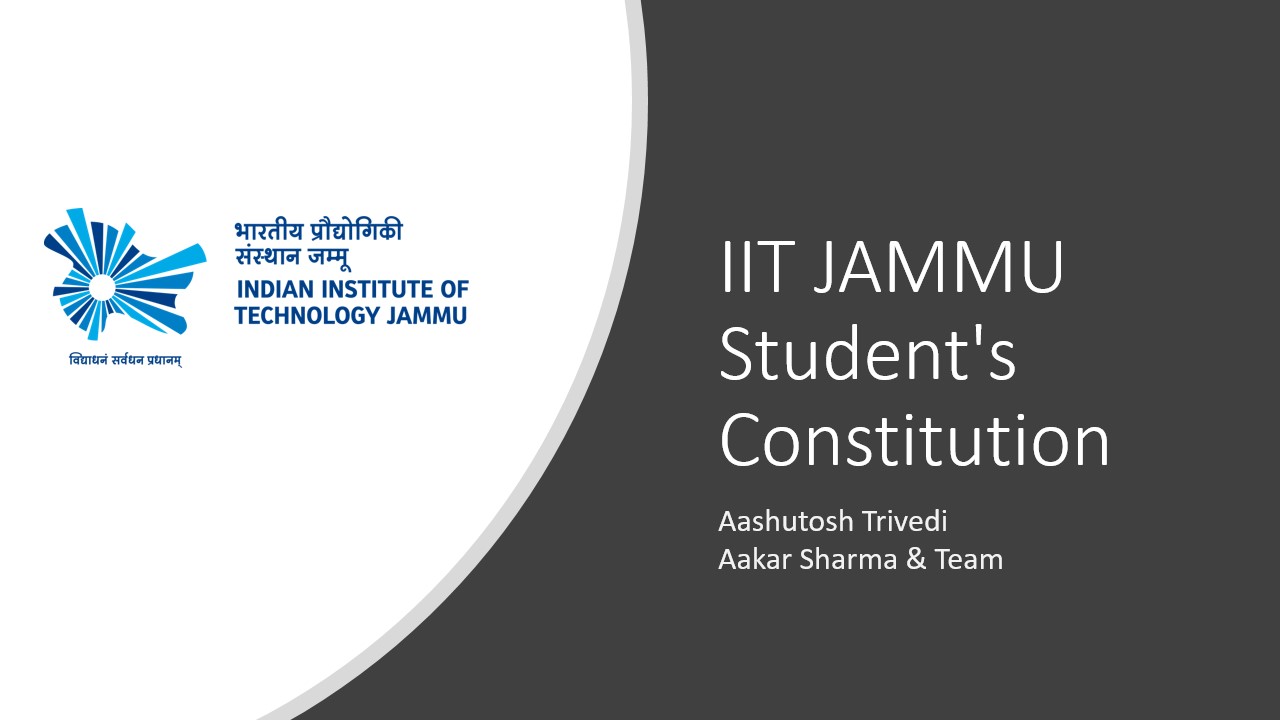 भारतीय प्रौद्योगिकी
संस्थान जम्मू
INDIAN INSTITUTE OF
TECHNOLOGY JAMMU
विद्याधनं सर्वधन प्रधानम्
IIT JAMMU
Student's
Constitution
Aashutosh Trivedi
Aakar Sharma & Team